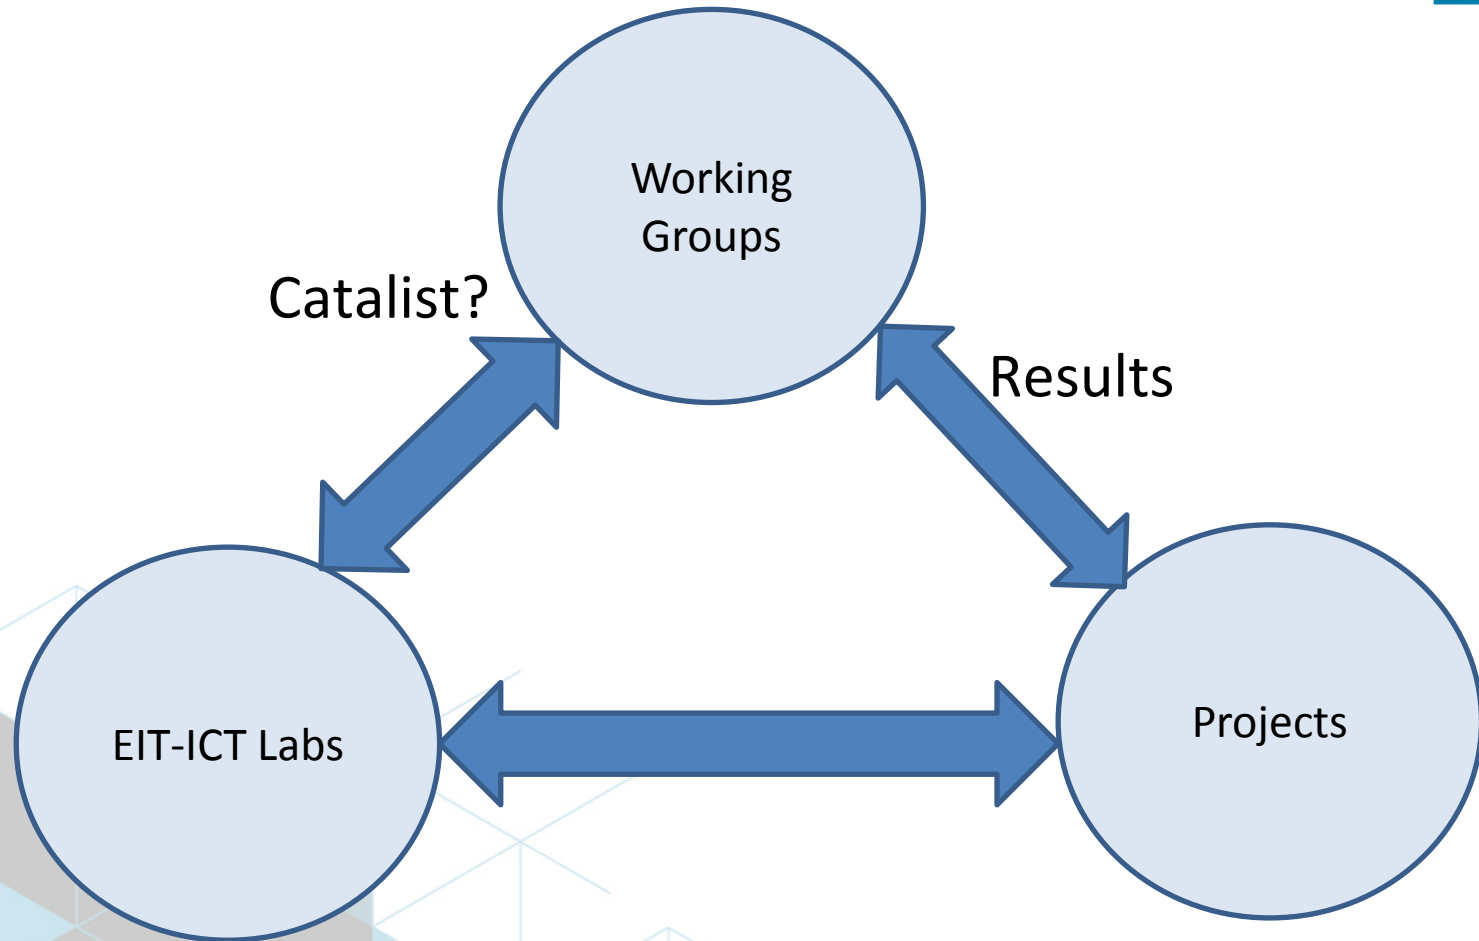 Working
Groups
Catalist?
Results
EIT-ICT Labs
Projects